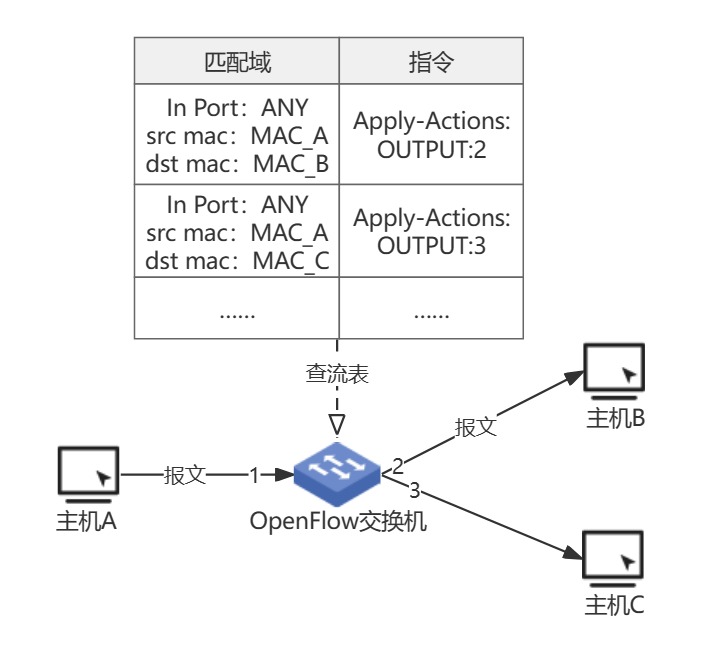 匹配域 指令
In Port：ANY
src mac：MAC_A
dst mac：MAC_B
Apply-Actions:
OUTPUT:2
In Port：ANY
src mac：MAC_A
dst mac：MAC_C
Apply-Actions:
OUTPUT:3
...... ......
查流表
主机B
报文
2
报文 1
3
主机A
OpenFlow交换机
主机C